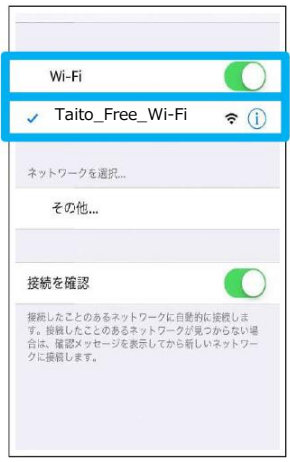 Wi-Fi
Taito_Free_Wi-Fi
ネットワークを選択...
その他...
接続を確認
接続したことのあるネットワークに自動的に接続しま
す。接続したことのあるネットワークが見つからない場
合は、確認メッセージを表示してから新しいネットワー
クに接続します。